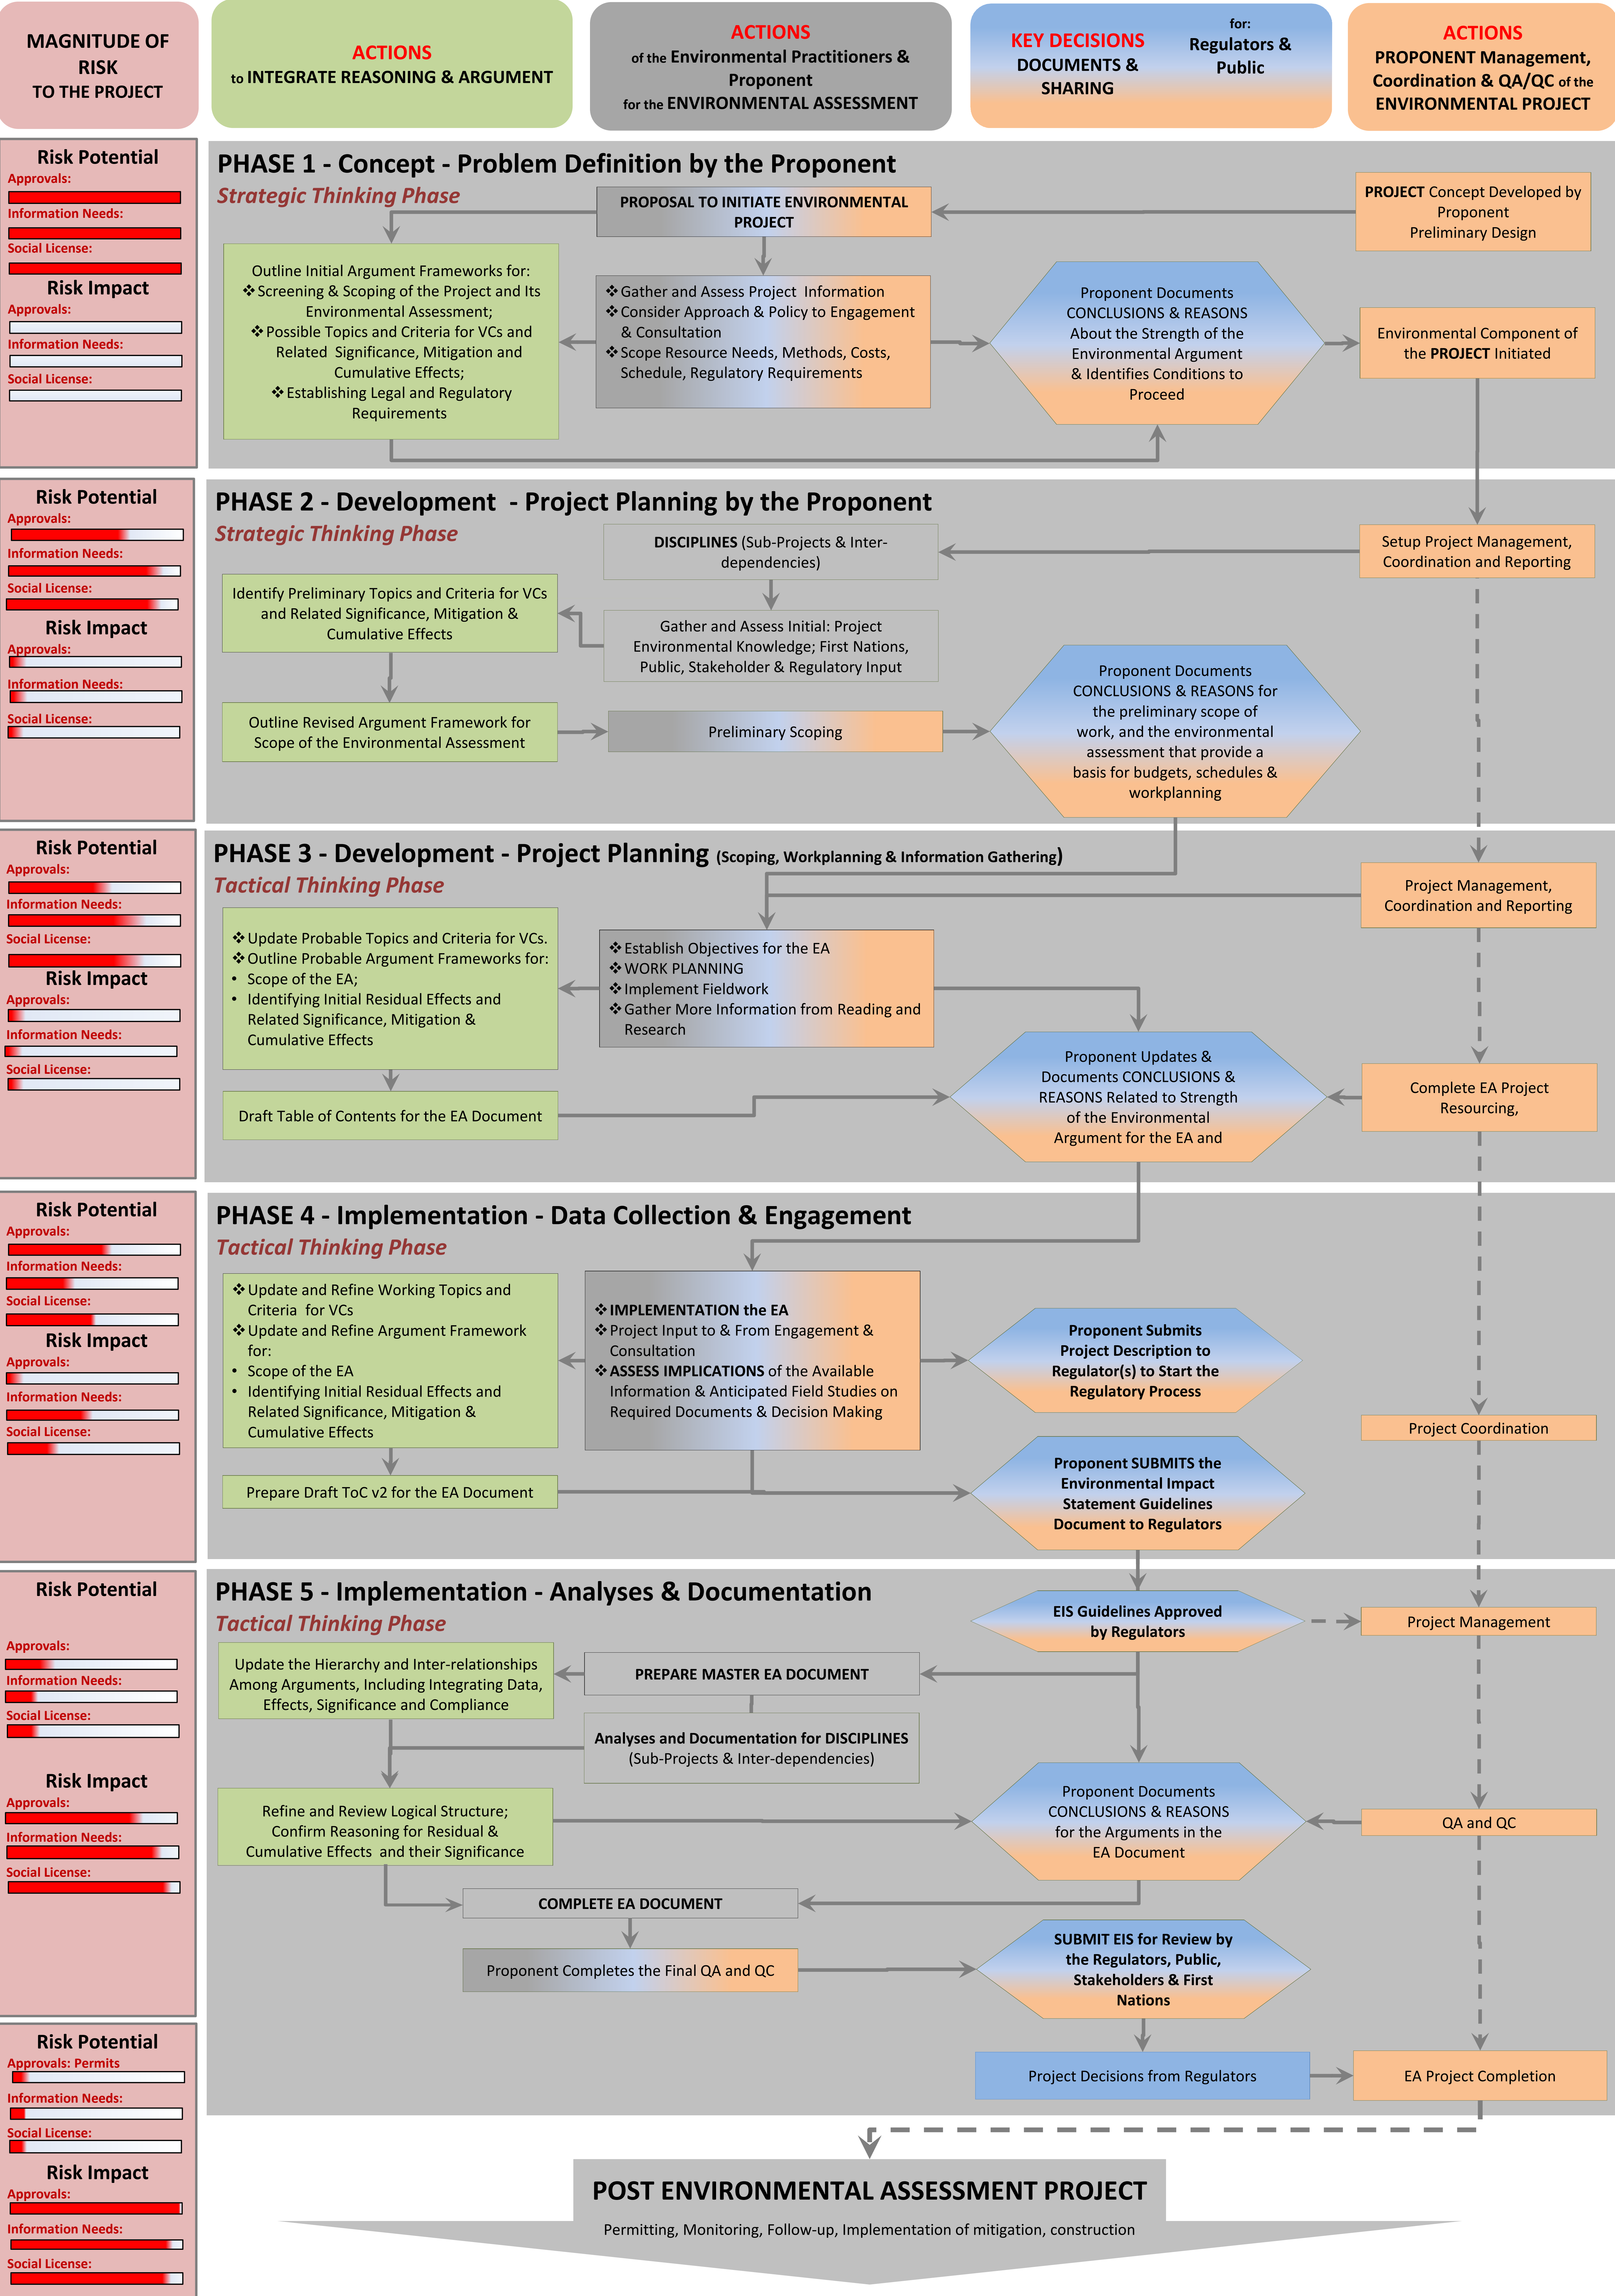 MAGNITUDE OF
RISK
TO THE PROJECT
ACTIONS
to INTEGRATE REASONING & ARGUMENT
ACTIONS
of the Environmental Practitioners &
Proponent
for the ENVIRONMENTAL ASSESSMENT
KEY DECISIONS
DOCUMENTS &
SHARING
for:
Regulators &
Public
ACTIONS
PROPONENT Management,
Coordination & QA/QC of the
ENVIRONMENTAL PROJECT
Risk Potential
Approvals:
Information Needs:
Social License:
Risk Impact
Approvals:
Information Needs:
Social License:
PHASE 1 - Concept - Problem Definition by the Proponent
Strategic Thinking Phase
PROPOSAL TO INITIATE ENVIRONMENTAL
PROJECT
PROJECT Concept Developed by
Proponent
Preliminary Design
Outline Initial Argument Frameworks for:
❖Screening & Scoping of the Project and Its
Environmental Assessment;
❖Possible Topics and Criteria for VCs and
Related Significance, Mitigation and
Cumulative Effects;
❖Establishing Legal and Regulatory
Requirements
❖Gather and Assess Project Information
❖Consider Approach & Policy to Engagement
& Consultation
❖Scope Resource Needs, Methods, Costs,
Schedule, Regulatory Requirements
Proponent Documents
CONCLUSIONS & REASONS
About the Strength of the
Environmental Argument
& Identifies Conditions to
Proceed
Environmental Component of
the PROJECT Initiated
Risk Potential
Approvals:
Information Needs:
Social License:
Risk Impact
Approvals:
Information Needs:
Social License:
PHASE 2 - Development - Project Planning by the Proponent
Strategic Thinking Phase
DISCIPLINES (Sub-Projects & Inter-
dependencies)
Setup Project Management,
Coordination and Reporting
Identify Preliminary Topics and Criteria for VCs
and Related Significance, Mitigation &
Cumulative Effects
Gather and Assess Initial: Project
Environmental Knowledge; First Nations,
Public, Stakeholder & Regulatory Input
Outline Revised Argument Framework for
Scope of the Environmental Assessment
Preliminary Scoping
Proponent Documents
CONCLUSIONS & REASONS for
the preliminary scope of
work, and the environmental
assessment that provide a
basis for budgets, schedules &
workplanning
Risk Potential
Approvals:
Information Needs:
Social License:
Risk Impact
Approvals:
Information Needs:
Social License:
PHASE 3 - Development - Project Planning (Scoping, Workplanning & Information Gathering)
Tactical Thinking Phase
Project Management,
Coordination and Reporting
❖Update Probable Topics and Criteria for VCs.
❖Outline Probable Argument Frameworks for:
• Scope of the EA;
• Identifying Initial Residual Effects and
Related Significance, Mitigation &
Cumulative Effects
❖Establish Objectives for the EA
❖WORK PLANNING
❖Implement Fieldwork
❖Gather More Information from Reading and
Research
Draft Table of Contents for the EA Document
Proponent Updates &
Documents CONCLUSIONS &
REASONS Related to Strength
of the Environmental
Argument for the EA and
Complete EA Project
Resourcing,
Risk Potential
Approvals:
Information Needs:
Social License:
Risk Impact
Approvals:
Information Needs:
Social License:
PHASE 4 - Implementation - Data Collection & Engagement
Tactical Thinking Phase
❖Update and Refine Working Topics and
Criteria for VCs
❖Update and Refine Argument Framework
for:
• Scope of the EA
• Identifying Initial Residual Effects and
Related Significance, Mitigation &
Cumulative Effects
❖IMPLEMENTATION the EA
❖Project Input to & From Engagement &
Consultation
❖ASSESS IMPLICATIONS of the Available
Information & Anticipated Field Studies on
Required Documents & Decision Making
Proponent Submits
Project Description to
Regulator(s) to Start the
Regulatory Process
Project Coordination
Prepare Draft ToC v2 for the EA Document
Proponent SUBMITS the
Environmental Impact
Statement Guidelines
Document to Regulators
Risk Potential
Approvals:
Information Needs:
Social License:
Risk Impact
Approvals:
Information Needs:
Social License:
PHASE 5 - Implementation - Analyses & Documentation
Tactical Thinking Phase
EIS Guidelines Approved
by Regulators
Project Management
Update the Hierarchy and Inter-relationships
Among Arguments, Including Integrating Data,
Effects, Significance and Compliance
PREPARE MASTER EA DOCUMENT
Analyses and Documentation for DISCIPLINES
(Sub-Projects & Inter-dependencies)
Refine and Review Logical Structure;
Confirm Reasoning for Residual &
Cumulative Effects and their Significance
Proponent Documents
CONCLUSIONS & REASONS
for the Arguments in the
EA Document
QA and QC
COMPLETE EA DOCUMENT
Proponent Completes the Final QA and QC
SUBMIT EIS for Review by
the Regulators, Public,
Stakeholders & First
Nations
Project Decisions from Regulators
EA Project Completion
Risk Potential
Approvals: Permits
Information Needs:
Social License:
Risk Impact
Approvals:
Information Needs:
Social License:
POST ENVIRONMENTAL ASSESSMENT PROJECT
Permitting, Monitoring, Follow-up, Implementation of mitigation, construction